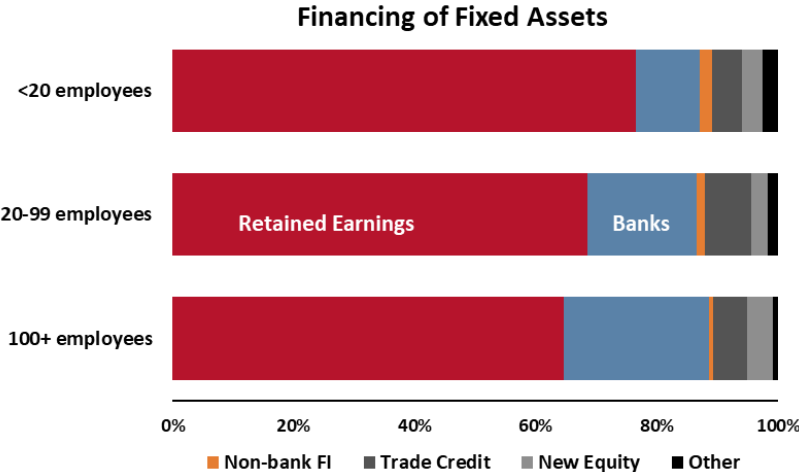 Financing of Fixed Assets
<20 employees
20-99 employees
Retained Earnings Banks
100+ employees
0% 20% 40% 60% 80% 100%
Non-bank FI Trade Credit New Equity Other